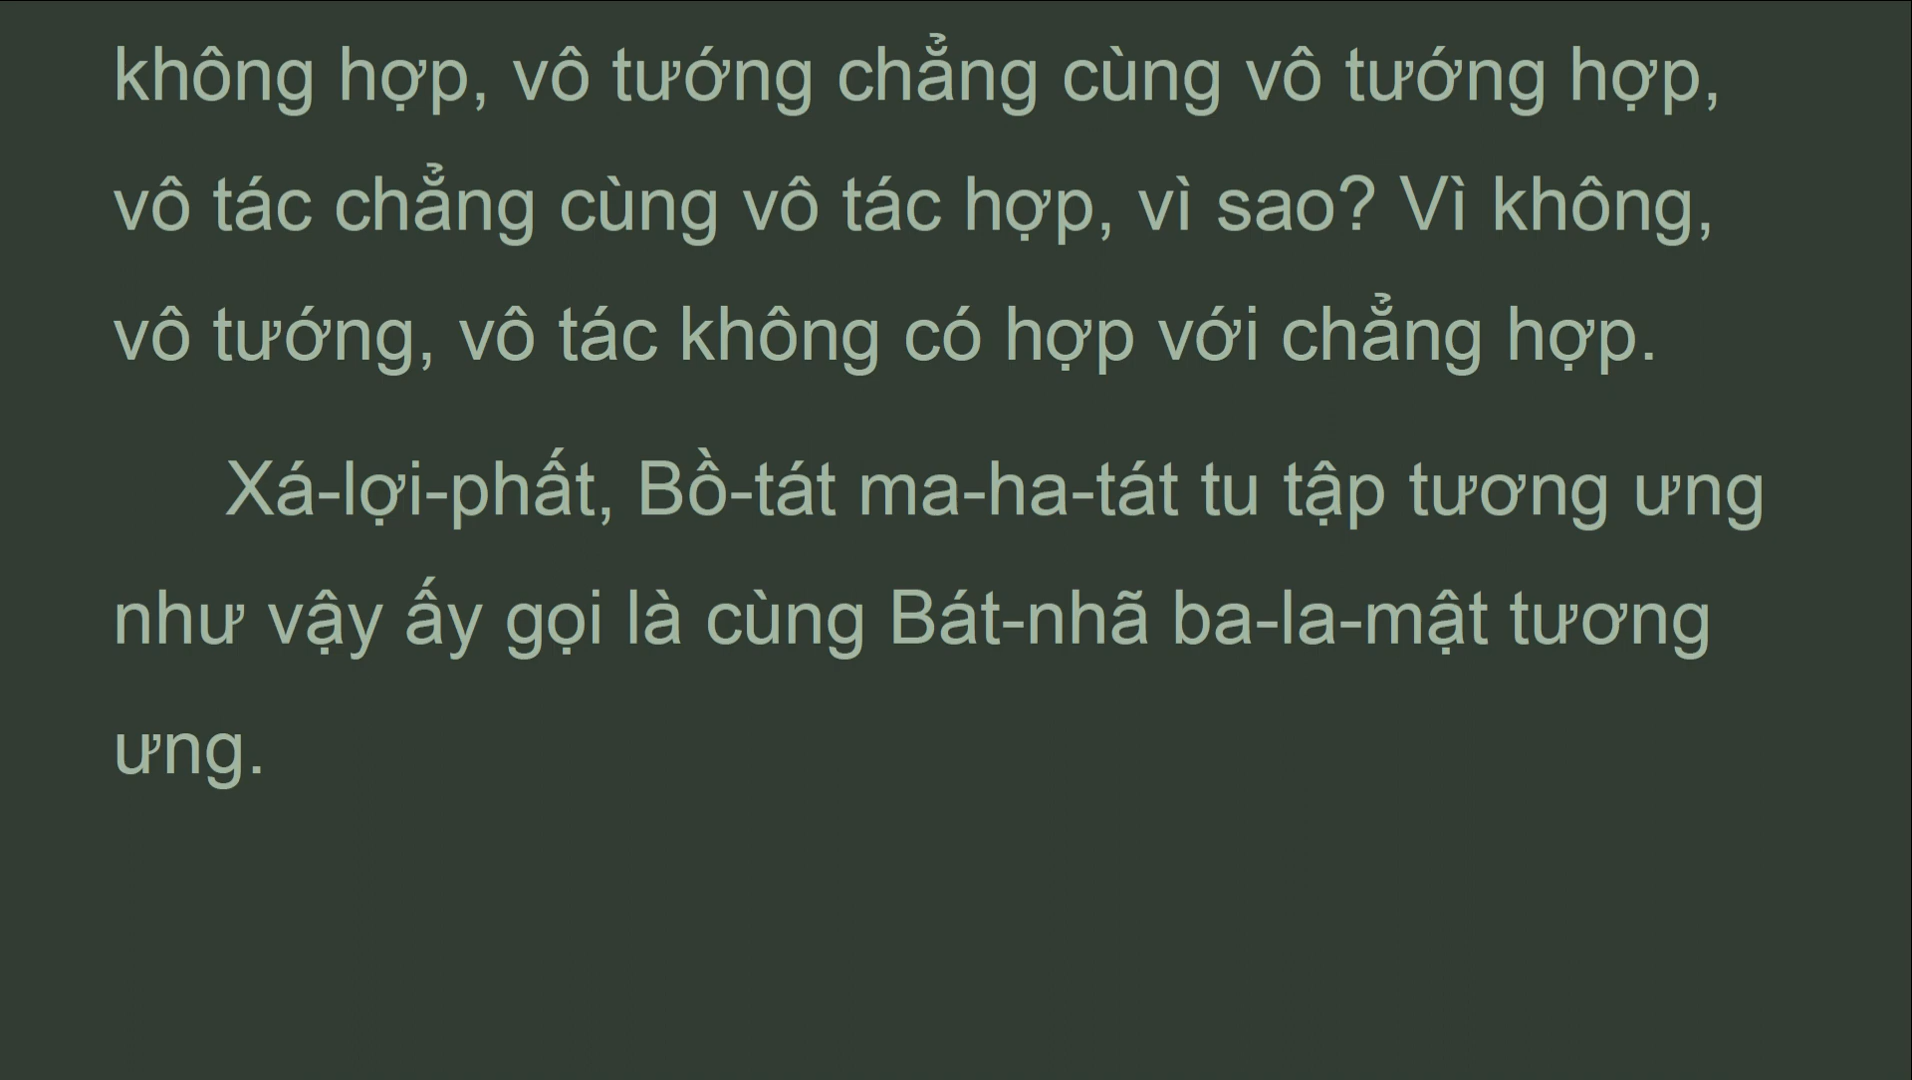 không hợp, vô tướng chẳng cùng vô tướng hợp,
vô tác chẳng cùng vô tác hợp, vì sao? Vì không,
vô tướng, vô tác không có hợp với chẳng hợp.
Xá-lợi-phất, Bồ-tát ma-ha-tát tu tập tương ưng
như vậy ấy gọi là cùng Bát-nhã ba-la-mật tương
ưng.